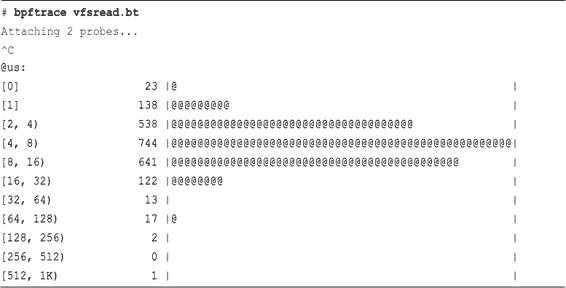 # bpftrace vfsread.bt
Attaching 2 probes...
^C
@us:
[0]                    23 |@                                                   |
[1]                   138 |@@@@@@@@@                                           |
[2, 4)                538 |@@@@@@@@@@@@@@@@@@@@@@@@@@@@@@@@@@@@@               |
[4, 8)                744 |@@@@@@@@@@@@@@@@@@@@@@@@@@@@@@@@@@@@@@@@@@@@@@@@@@@@|
[8, 16)               641 |@@@@@@@@@@@@@@@@@@@@@@@@@@@@@@@@@@@@@@@@@@@@        |
[16, 32)              122 |@@@@@@@@                                            |
[32, 64)               13 |                                                    |
[64, 128)              17 |@                                                   |
[128, 256)              2 |                                                    |
[256, 512)              0 |                                                    |
[512, 1K)               1 |                                                    |